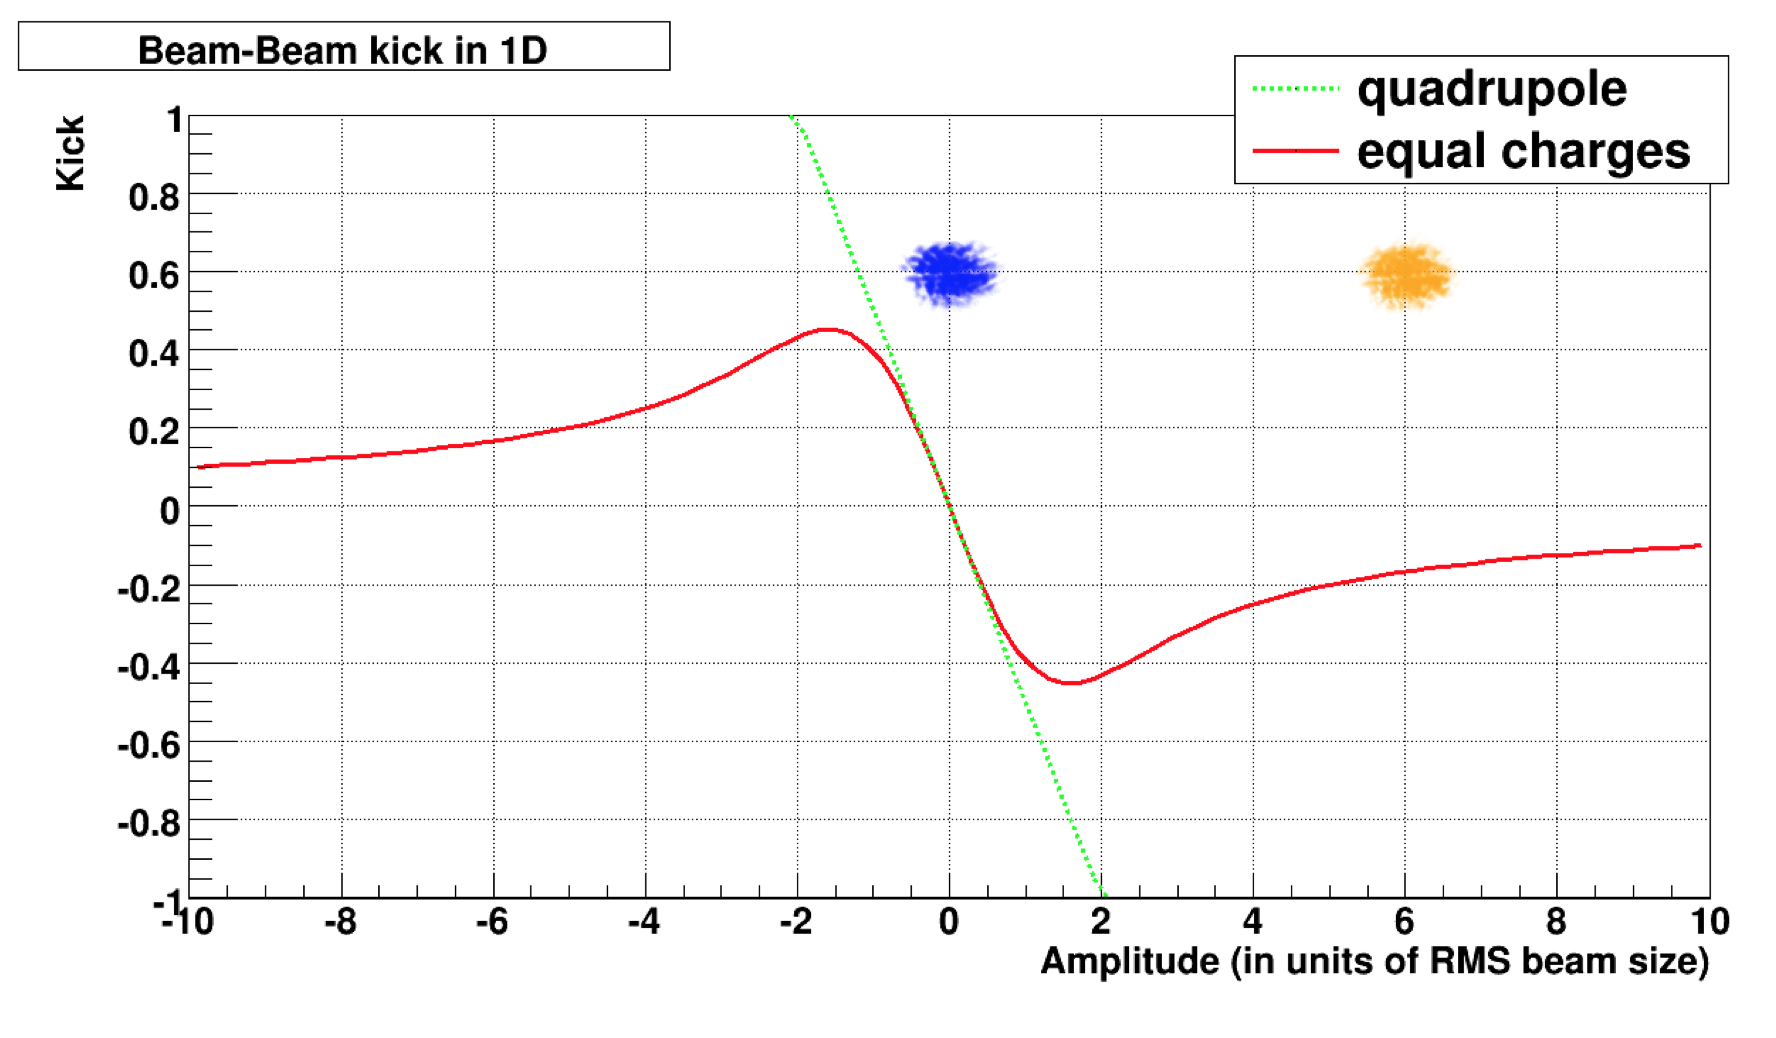 Beam-Beam kick in 1D
quadrupole
equal charges
Kick
1
0.8
0.6
0.4
0.2
0
-0.2
-0.4
-0.6
-0.8
-1
-10 -8 -6 -4 -2 0 2 4 6 8 10
Amplitude (in units of RMS beam size)